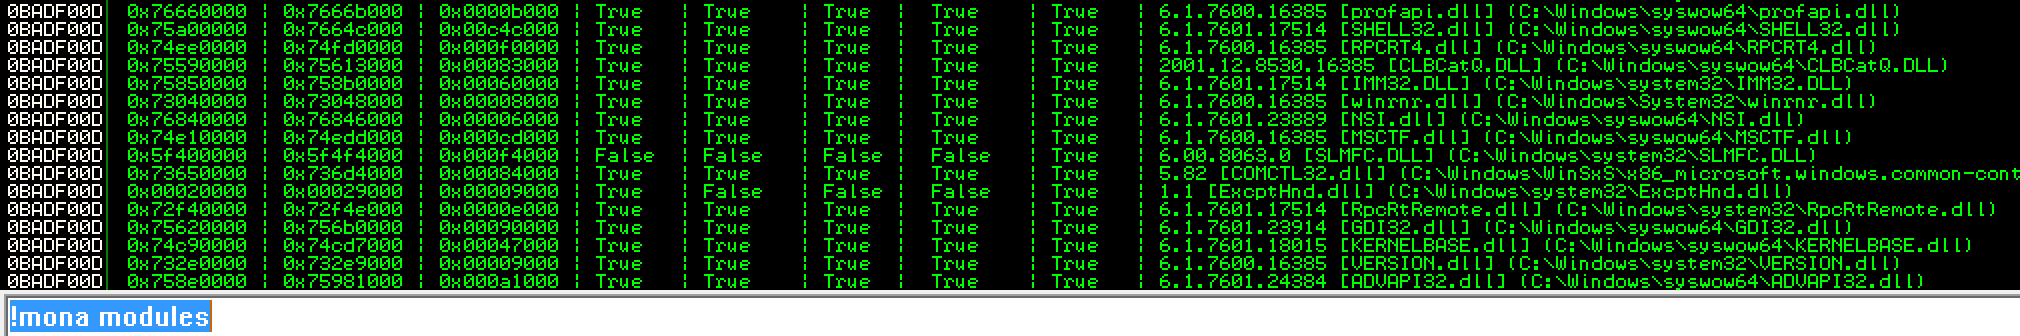 0BADF00D 0x76660000 | 0x7666b000 | 0x0000b000 | True | True | True | True | True | 6.1.7600.16385 [profapi.dll] (C:\Windows\syswow64\profapi.dll)
0BADF00D 0x75a00000 | 0x7664c000 | 0x00c4c000 | True | True | True | True | True | 6.1.7601.17514 [SHELL32.dll] (C:\Windows\syswow64\SHELL32.dll)
0BADF00D 0x74ee0000 | 0x74fd0000 | 0x000f0000 | True | True | True | True | True | 6.1.7600.16385 [RPCRT4.dll] (C:\Windows\syswow64\RPCRT4.dll)
0BADF00D 0x75590000 | 0x75613000 | 0x00083000 | True | True | True | True | True | 2001.12.8530.16385 [CLBCatQ.DLL] (C:\Windows\syswow64\CLBCatQ.DLL)
0BADF00D 0x75850000 | 0x758b0000 | 0x00060000 | True | True | True | True | True | 6.1.7601.17514 [IMM32.DLL] (C:\Windows\system32\IMM32.DLL)
0BADF00D 0x73040000 | 0x73048000 | 0x00008000 | True | True | True | True | True | 6.1.7600.16385 [winrnr.dll] (C:\Windows\System32\winrnr.dll)
0BADF00D 0x76840000 | 0x76846000 | 0x00006000 | True | True | True | True | True | 6.1.7601.23889 [NSI.dll] (C:\Windows\syswow64\NSI.dll)
0BADF00D 0x74e10000 | 0x74edd000 | 0x000cd000 | True | True | True | True | True | 6.1.7600.16385 [MSCTF.dll] (C:\Windows\syswow64\MSCTF.dll)
0BADF00D 0x5f400000 | 0x5f4f4000 | 0x000f4000 | False | False | False | False | True | 6.00.8063.0 [SLMFC.DLL] (C:\Windows\system32\SLMFC.DLL)
0BADF00D 0x73650000 | 0x736d4000 | 0x00084000 | True | True | True | True | True | 5.82 [COMCTL32.dll] (C:\Windows\WinSxS\x86_microsoft.windows.common-cont
0BADF00D 0x00020000 | 0x00029000 | 0x00009000 | True | False | False | False | True | 1.1 [ExcptHnd.dll] (C:\Windows\system32\ExcptHnd.dll)
0BADF00D 0x72f40000 | 0x72f4e000 | 0x0000e000 | True | True | True | True | True | 6.1.7601.17514 [RpcRtRemote.dll] (C:\Windows\system32\RpcRtRemote.dll)
0BADF00D 0x75620000 | 0x756b0000 | 0x00090000 | True | True | True | True | True | 6.1.7601.23914 [GDI32.dll] (C:\Windows\syswow64\GDI32.dll)
0BADF00D 0x74c90000 | 0x74cd7000 | 0x00047000 | True | True | True | True | True | 6.1.7601.18015 [KERNELBASE.dll] (C:\Windows\syswow64\KERNELBASE.dll)
0BADF00D 0x732e0000 | 0x732e9000 | 0x00009000 | True | True | True | True | True | 6.1.7600.16385 [VERSION.dll] (C:\Windows\system32\VERSION.dll)
0BADF00D 0x758e0000 | 0x75981000 | 0x000a1000 | True | True | True | True | True | 6.1.7601.24384 [ADVAPI32.dll] (C:\Windows\syswow64\ADVAPI32.dll)
!mona modules